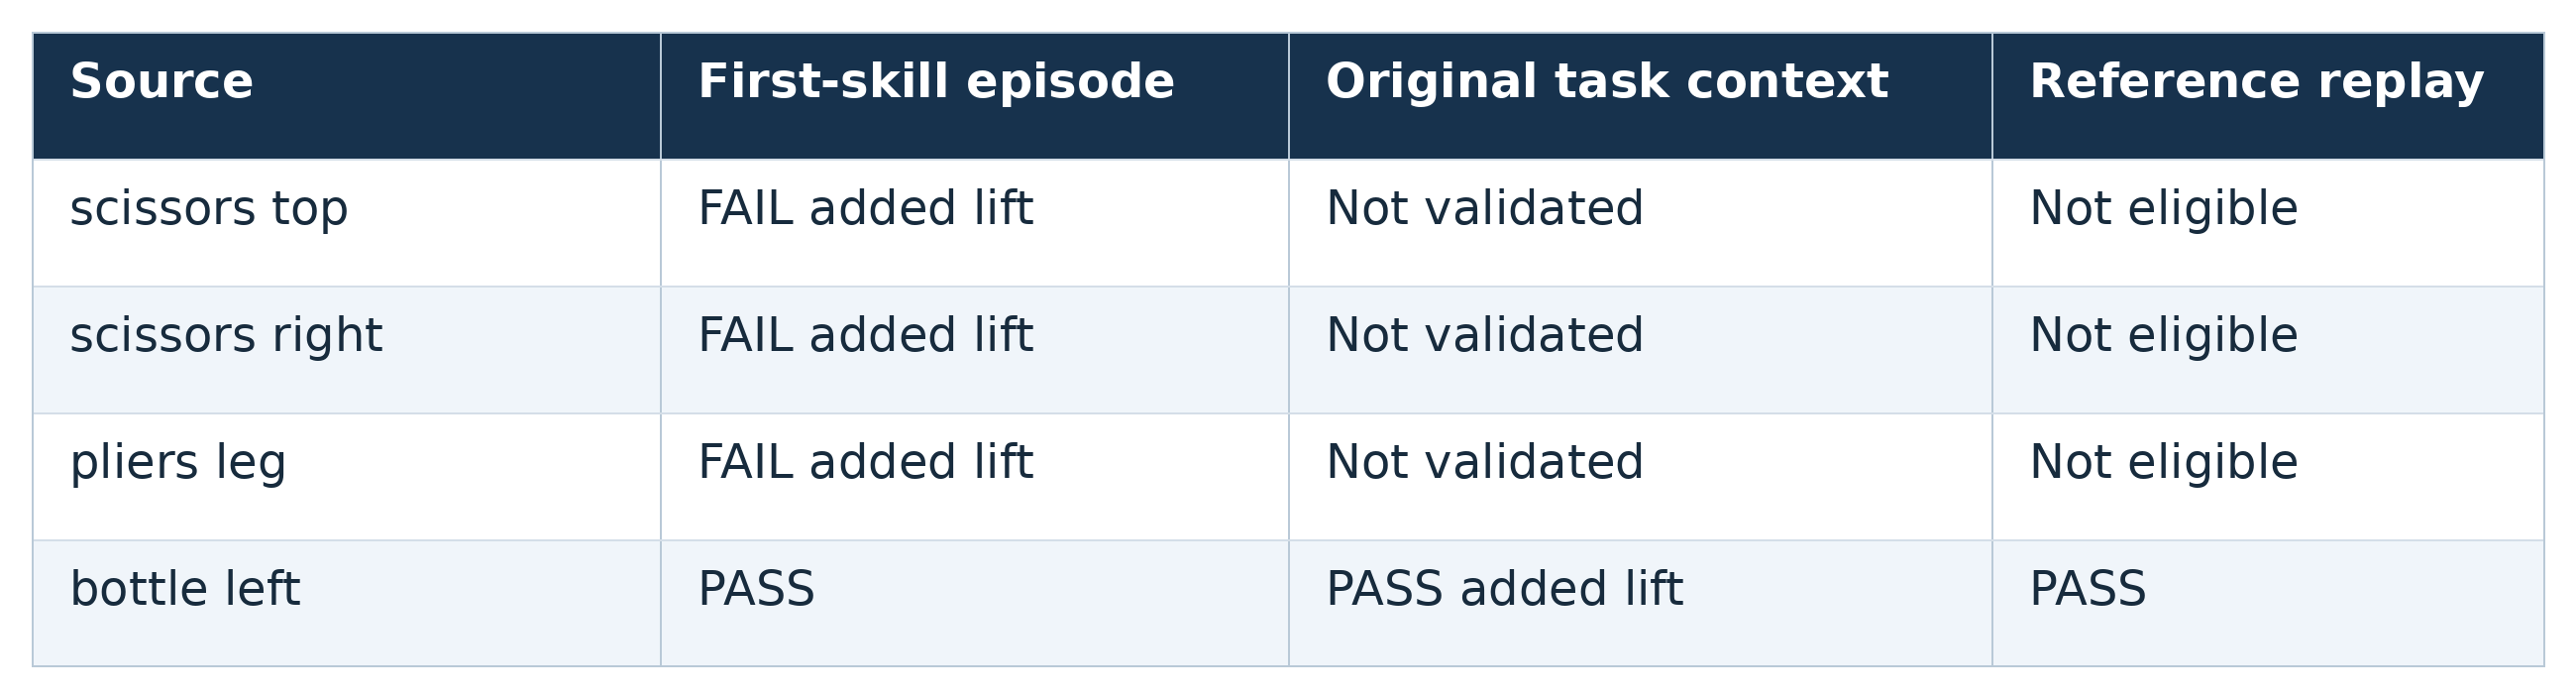 Source First-skill episode Original task context Reference replay
scissors top FAIL added lift Not validated Not eligible
scissors right FAIL added lift Not validated Not eligible
pliers leg FAIL added lift Not validated Not eligible
bottle left PASS PASS added lift PASS